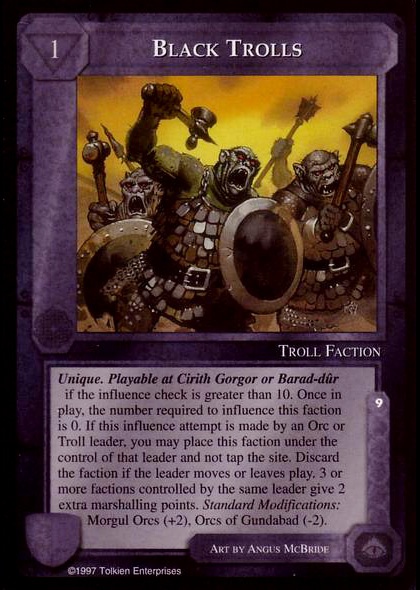 1
BLACK TROLLS
TROLL FACTION
Unique. Playable at Cirith Gorgor or Barad-dûr
if the influence check is greater than 10. Once in
play, the number required to influence this faction
is 0. If this influence attempt is made by an Orc or
Troll leader, you may place this faction under the
control of that leader and not tap the site. Discard
the faction if the leader moves or leaves play. 3 or
more factions controlled by the same leader give 2
extra marshalling points. Standard Modifications:
Morgul Orcs (+2), Orcs of Gundabad (-2).
9
ART BY ANGUS MCBRIDE
©1997 Tolkien Enterprises